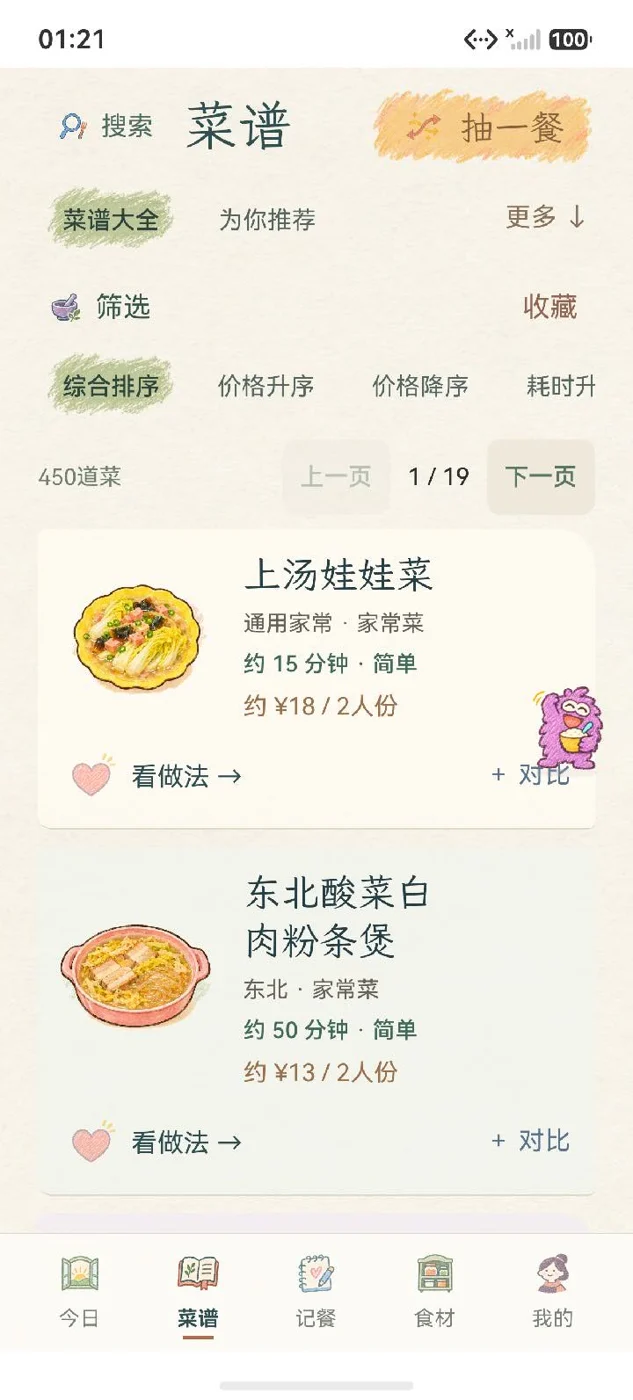 01:21
100
搜索 菜谱 抽一餐
菜谱大全 为你推荐 更多 ↓
筛选 收藏
综合排序 价格升序 价格降序 耗时升
450道菜 上一页 1 / 19 下一页
上汤娃娃菜
通用家常 · 家常菜
约 15 分钟 · 简单
约 ¥18 / 2人份
看做法 → + 对比
东北酸菜白
肉粉条煲
东北 · 家常菜
约 50 分钟 · 简单
约 ¥13 / 2人份
看做法 → + 对比
今日 菜谱 记餐 食材 我的